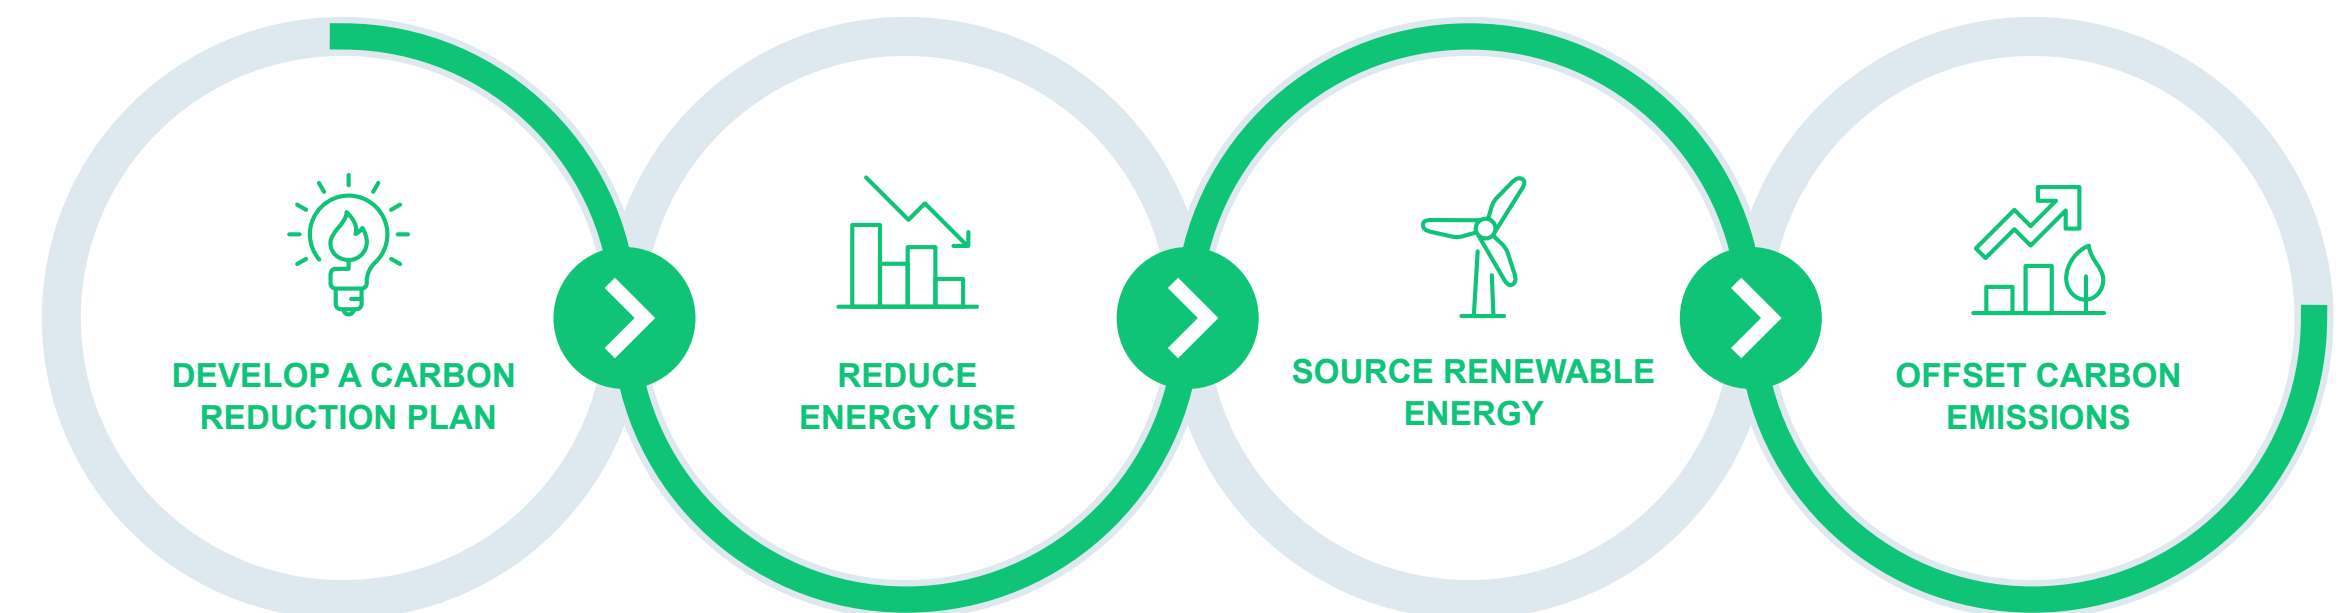 DEVELOP A CARBON
REDUCTION PLAN
REDUCE
ENERGY USE
SOURCE RENEWABLE
ENERGY
OFFSET CARBON
EMISSIONS